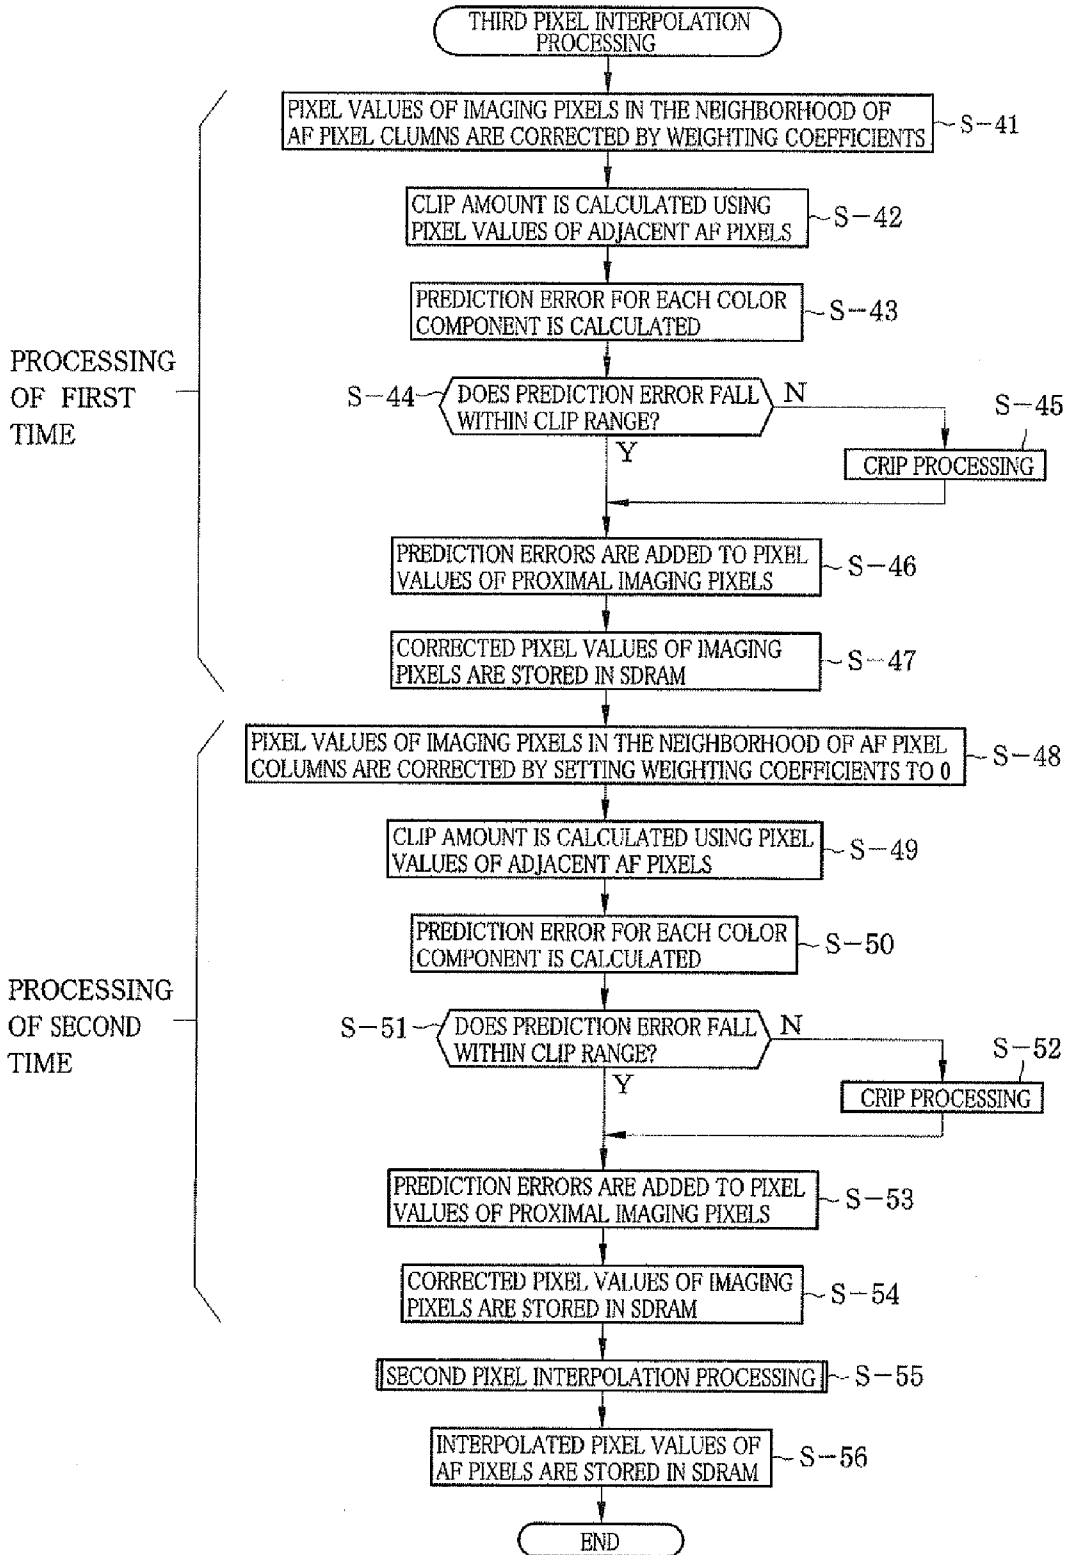 THIRD PIXEL INTERPOLATION
PROCESSING
PIXEL VALUES OF IMAGING PIXELS IN THE NEIGHBORHOOD OF
AF PIXEL CLUMNS ARE CORRECTED BY WEIGHTING COEFFICIENTS
S-41
CLIP AMOUNT IS CALCULATED USING
PIXEL VALUES OF ADJACENT AF PIXELS
S-42
PREDICTION ERROR FOR EACH COLOR
COMPONENT IS CALCULATED
S-43
PROCESSING
OF FIRST
TIME
S-44
DOES PREDICTION ERROR FALL
WITHIN CLIP RANGE?
N
Y
S-45
CRIP PROCESSING
PREDICTION ERRORS ARE ADDED TO PIXEL
VALUES OF PROXIMAL IMAGING PIXELS
S-46
CORRECTED PIXEL VALUES OF IMAGING
PIXELS ARE STORED IN SDRAM
S-47
PIXEL VALUES OF IMAGING PIXELS IN THE NEIGHBORHOOD OF AF PIXEL
COLUMNS ARE CORRECTED BY SETTING WEIGHTING COEFFICIENTS TO 0
S-48
CLIP AMOUNT IS CALCULATED USING PIXEL
VALUES OF ADJACENT AF PIXELS
S-49
PREDICTION ERROR FOR EACH COLOR
COMPONENT IS CALCULATED
S-50
PROCESSING
OF SECOND
TIME
S-51
DOES PREDICTION ERROR FALL
WITHIN CLIP RANGE?
N
Y
S-52
CRIP PROCESSING
PREDICTION ERRORS ARE ADDED TO PIXEL
VALUES OF PROXIMAL IMAGING PIXELS
S-53
CORRECTED PIXEL VALUES OF IMAGING
PIXELS ARE STORED IN SDRAM
S-54
SECOND PIXEL INTERPOLATION PROCESSING
S-55
INTERPOLATED PIXEL VALUES OF
AF PIXELS ARE STORED IN SDRAM
S-56
END